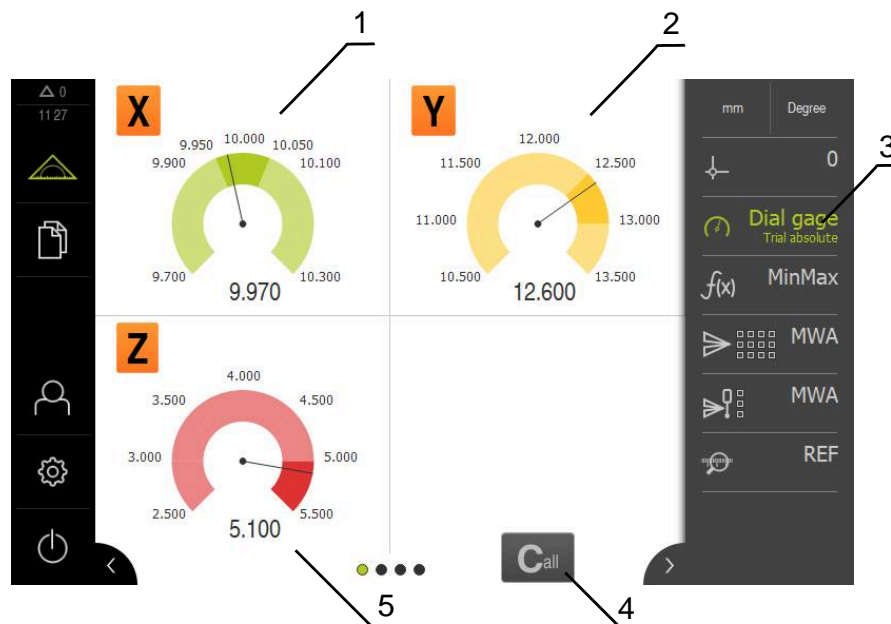 1
2
△ 0
11 27
X
9.700
9.900
9.950
10.000
10.050
10.100
10.300
9.970
Y
10.500
11.000
11.500
12.000
12.500
13.000
13.500
12.600
mm Degree
0
3
Dial gage
Trial absolute
f(x) MinMax
MWA
MWA
REF
Z
2.500
3.000
3.500
4.000
4.500
5.000
5.500
5.100
Call
5
4